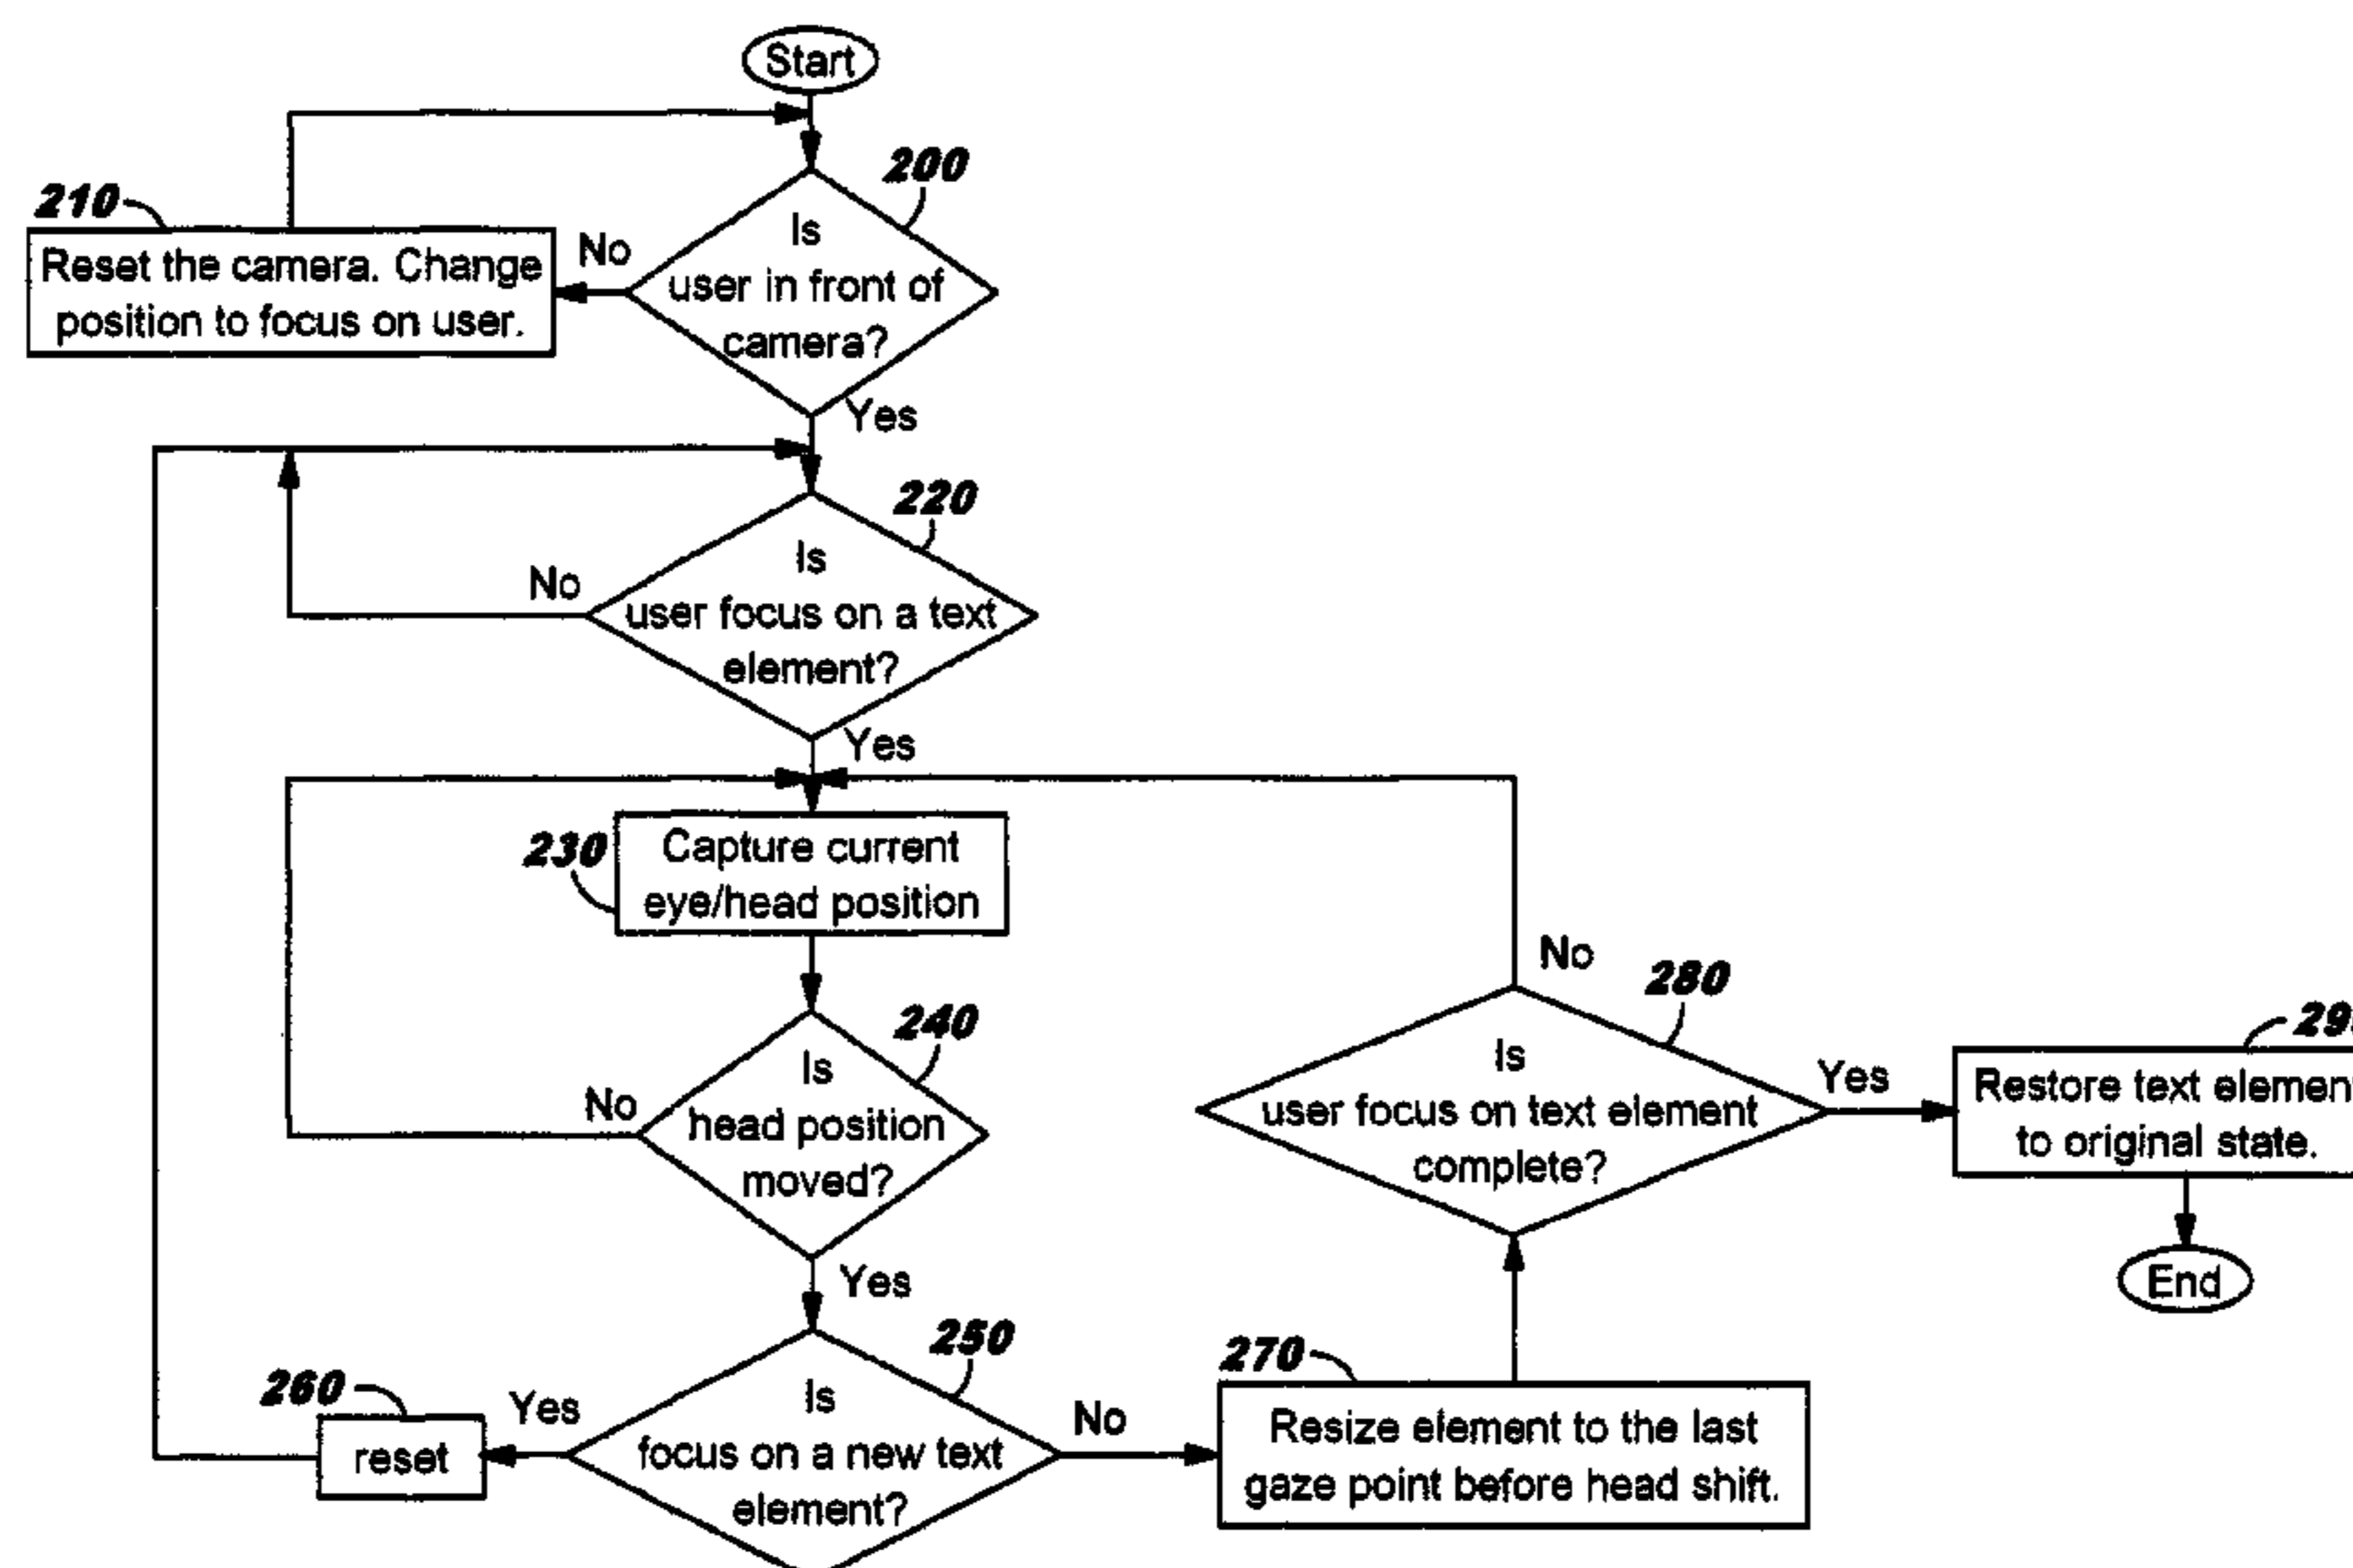 Start
200
210
Is
user in front of
camera?
No
Reset the camera. Change
position to focus on user.
Yes
220
Is
user focus on a text
element?
No
Yes
230
Capture current
eye/head position
240
Is
head position
moved?
No
Yes
250
Is
focus on a new text
element?
Yes
260
reset
No
270
Resize element to the last
gaze point before head shift.
280
Is
user focus on text element
complete?
No
Yes
Restore text element
to original state.
End